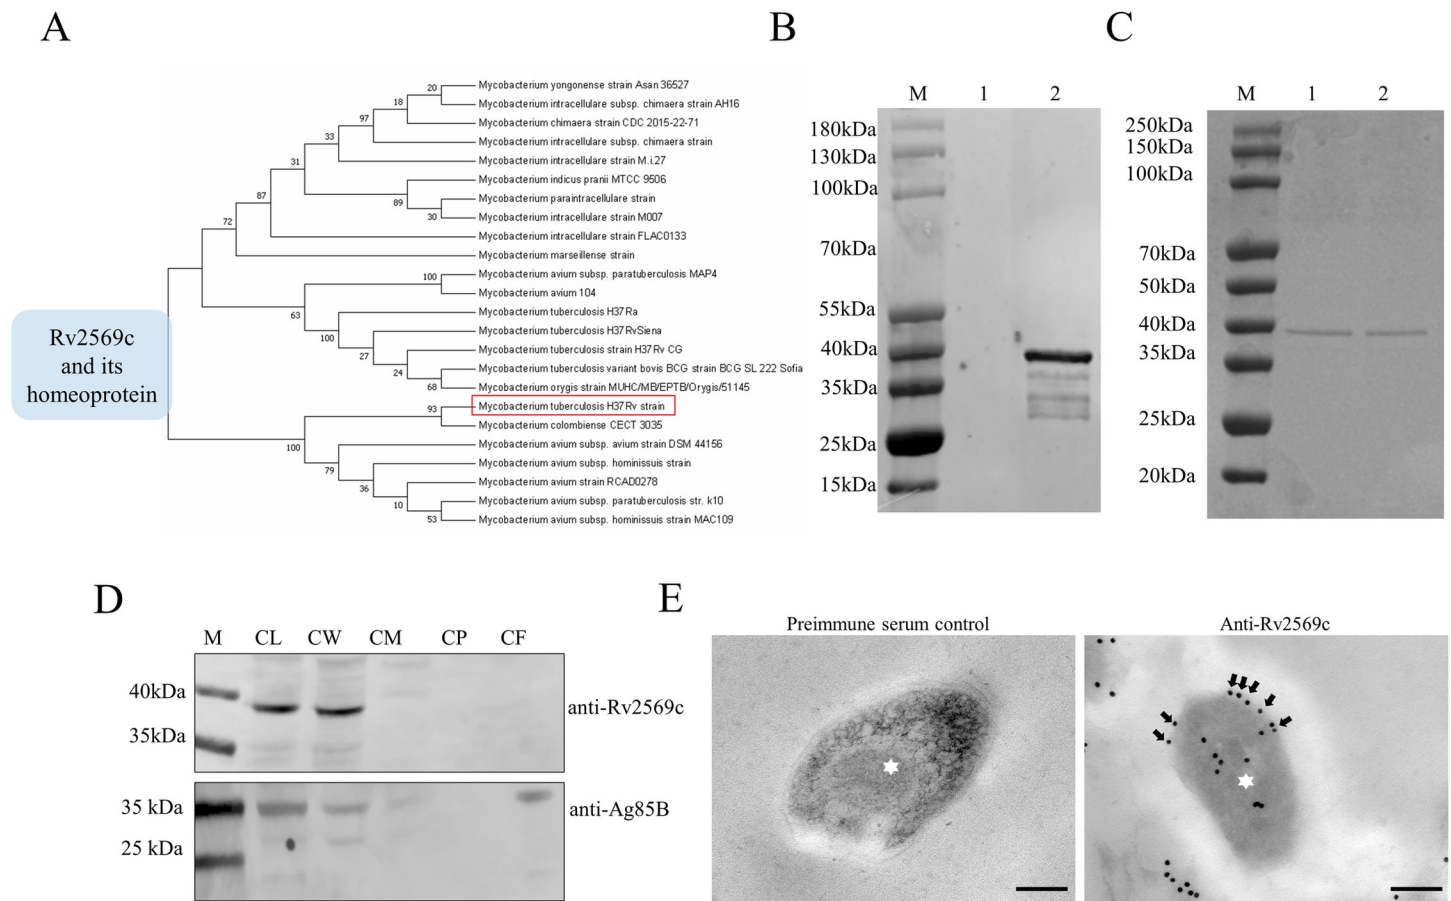 A
B
C
20
Mycobacterium yongonense strain Asan 36527
18
Mycobacterium intracellulare subsp. chimaera strain AH16
97
Mycobacterium chimaera strain CDC 2015-22-71
33
Mycobacterium intracellulare subsp. chimaera strain
31
Mycobacterium intracellulare strain M.i.27
87
Mycobacterium indicus pranii MTCC 9506
89
Mycobacterium paraintracellulare strain
30
Mycobacterium intracellulare strain M007
72
Mycobacterium intracellulare strain FLAC0133
Mycobacterium marseillense strain
100
Mycobacterium avium subsp. paratuberculosis MAP4
Mycobacterium avium 104
63
Mycobacterium tuberculosis H37Ra
100
Mycobacterium tuberculosis H37RvSiena
27
Mycobacterium tuberculosis strain H37Rv CG
24
Mycobacterium tuberculosis variant bovis BCG strain BCG SL 222 Sofia
68
Mycobacterium orygis strain MUHC/MB/EPTB/Orygis/51145
93
Mycobacterium tuberculosis H37Rv strain
Mycobacterium colombiense CECT 3035
100
Mycobacterium avium subsp. avium strain DSM 44156
79
Mycobacterium avium subsp. hominissuis strain
36
Mycobacterium avium strain RCAD0278
10
Mycobacterium avium subsp. paratuberculosis str. k10
53
Mycobacterium avium subsp. hominissuis strain MAC109
Rv2569c
and its
homeoprotein
M 1 2
180kDa
130kDa
100kDa
70kDa
55kDa
40kDa
35kDa
25kDa
15kDa
M 1 2
250kDa
150kDa
100kDa
70kDa
50kDa
40kDa
35kDa
25kDa
20kDa
D
M CL CW CM CP CF
40kDa
35kDa
anti-Rv2569c
35 kDa
25 kDa
anti-Ag85B
E
Preimmune serum control
Anti-Rv2569c